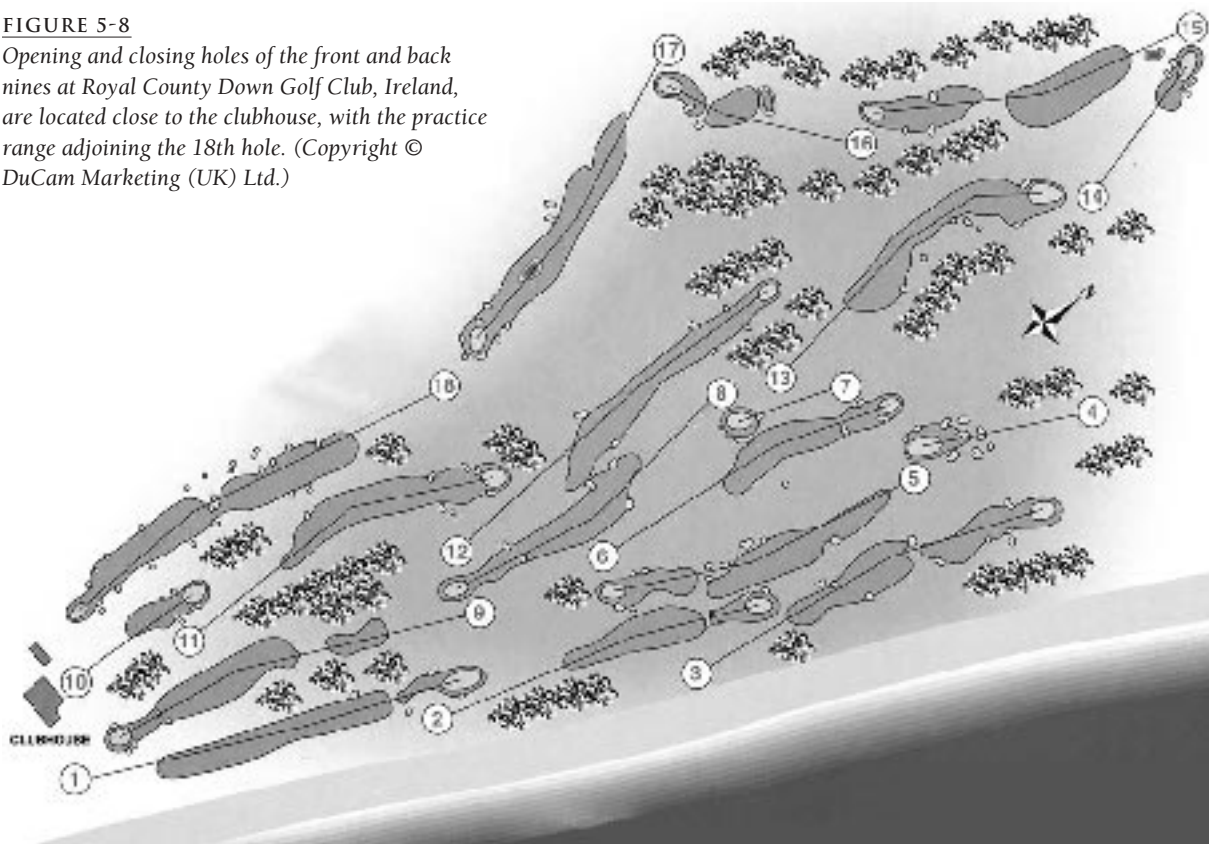 FIGURE 5-8
Opening and closing holes of the front and back
nines at Royal County Down Golf Club, Ireland,
are located close to the clubhouse, with the practice
range adjoining the 18th hole. (Copyright ©
DuCam Marketing (UK) Ltd.)
15
17
16
14
18
13
8
7
4
5
12
6
9
11
10
3
2
CLUBHOUSE
1